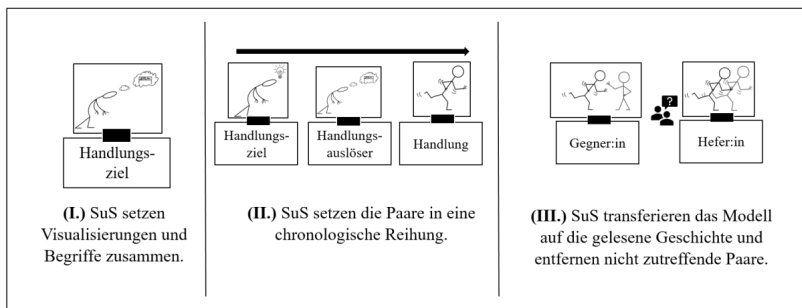 Handlungs-
ziel
(I.) SuS setzen
Visualisierungen und
Begriffe zusammen.
Handlungs-
ziel
Handlungs-
auslöser
Handlung
(II.) SuS setzen die Paare in eine
chronologische Reihung.
?
Gegner:in
Hefer:in
(III.) SuS transferieren das Modell
auf die gelesene Geschichte und
entfernen nicht zutreffende Paare.